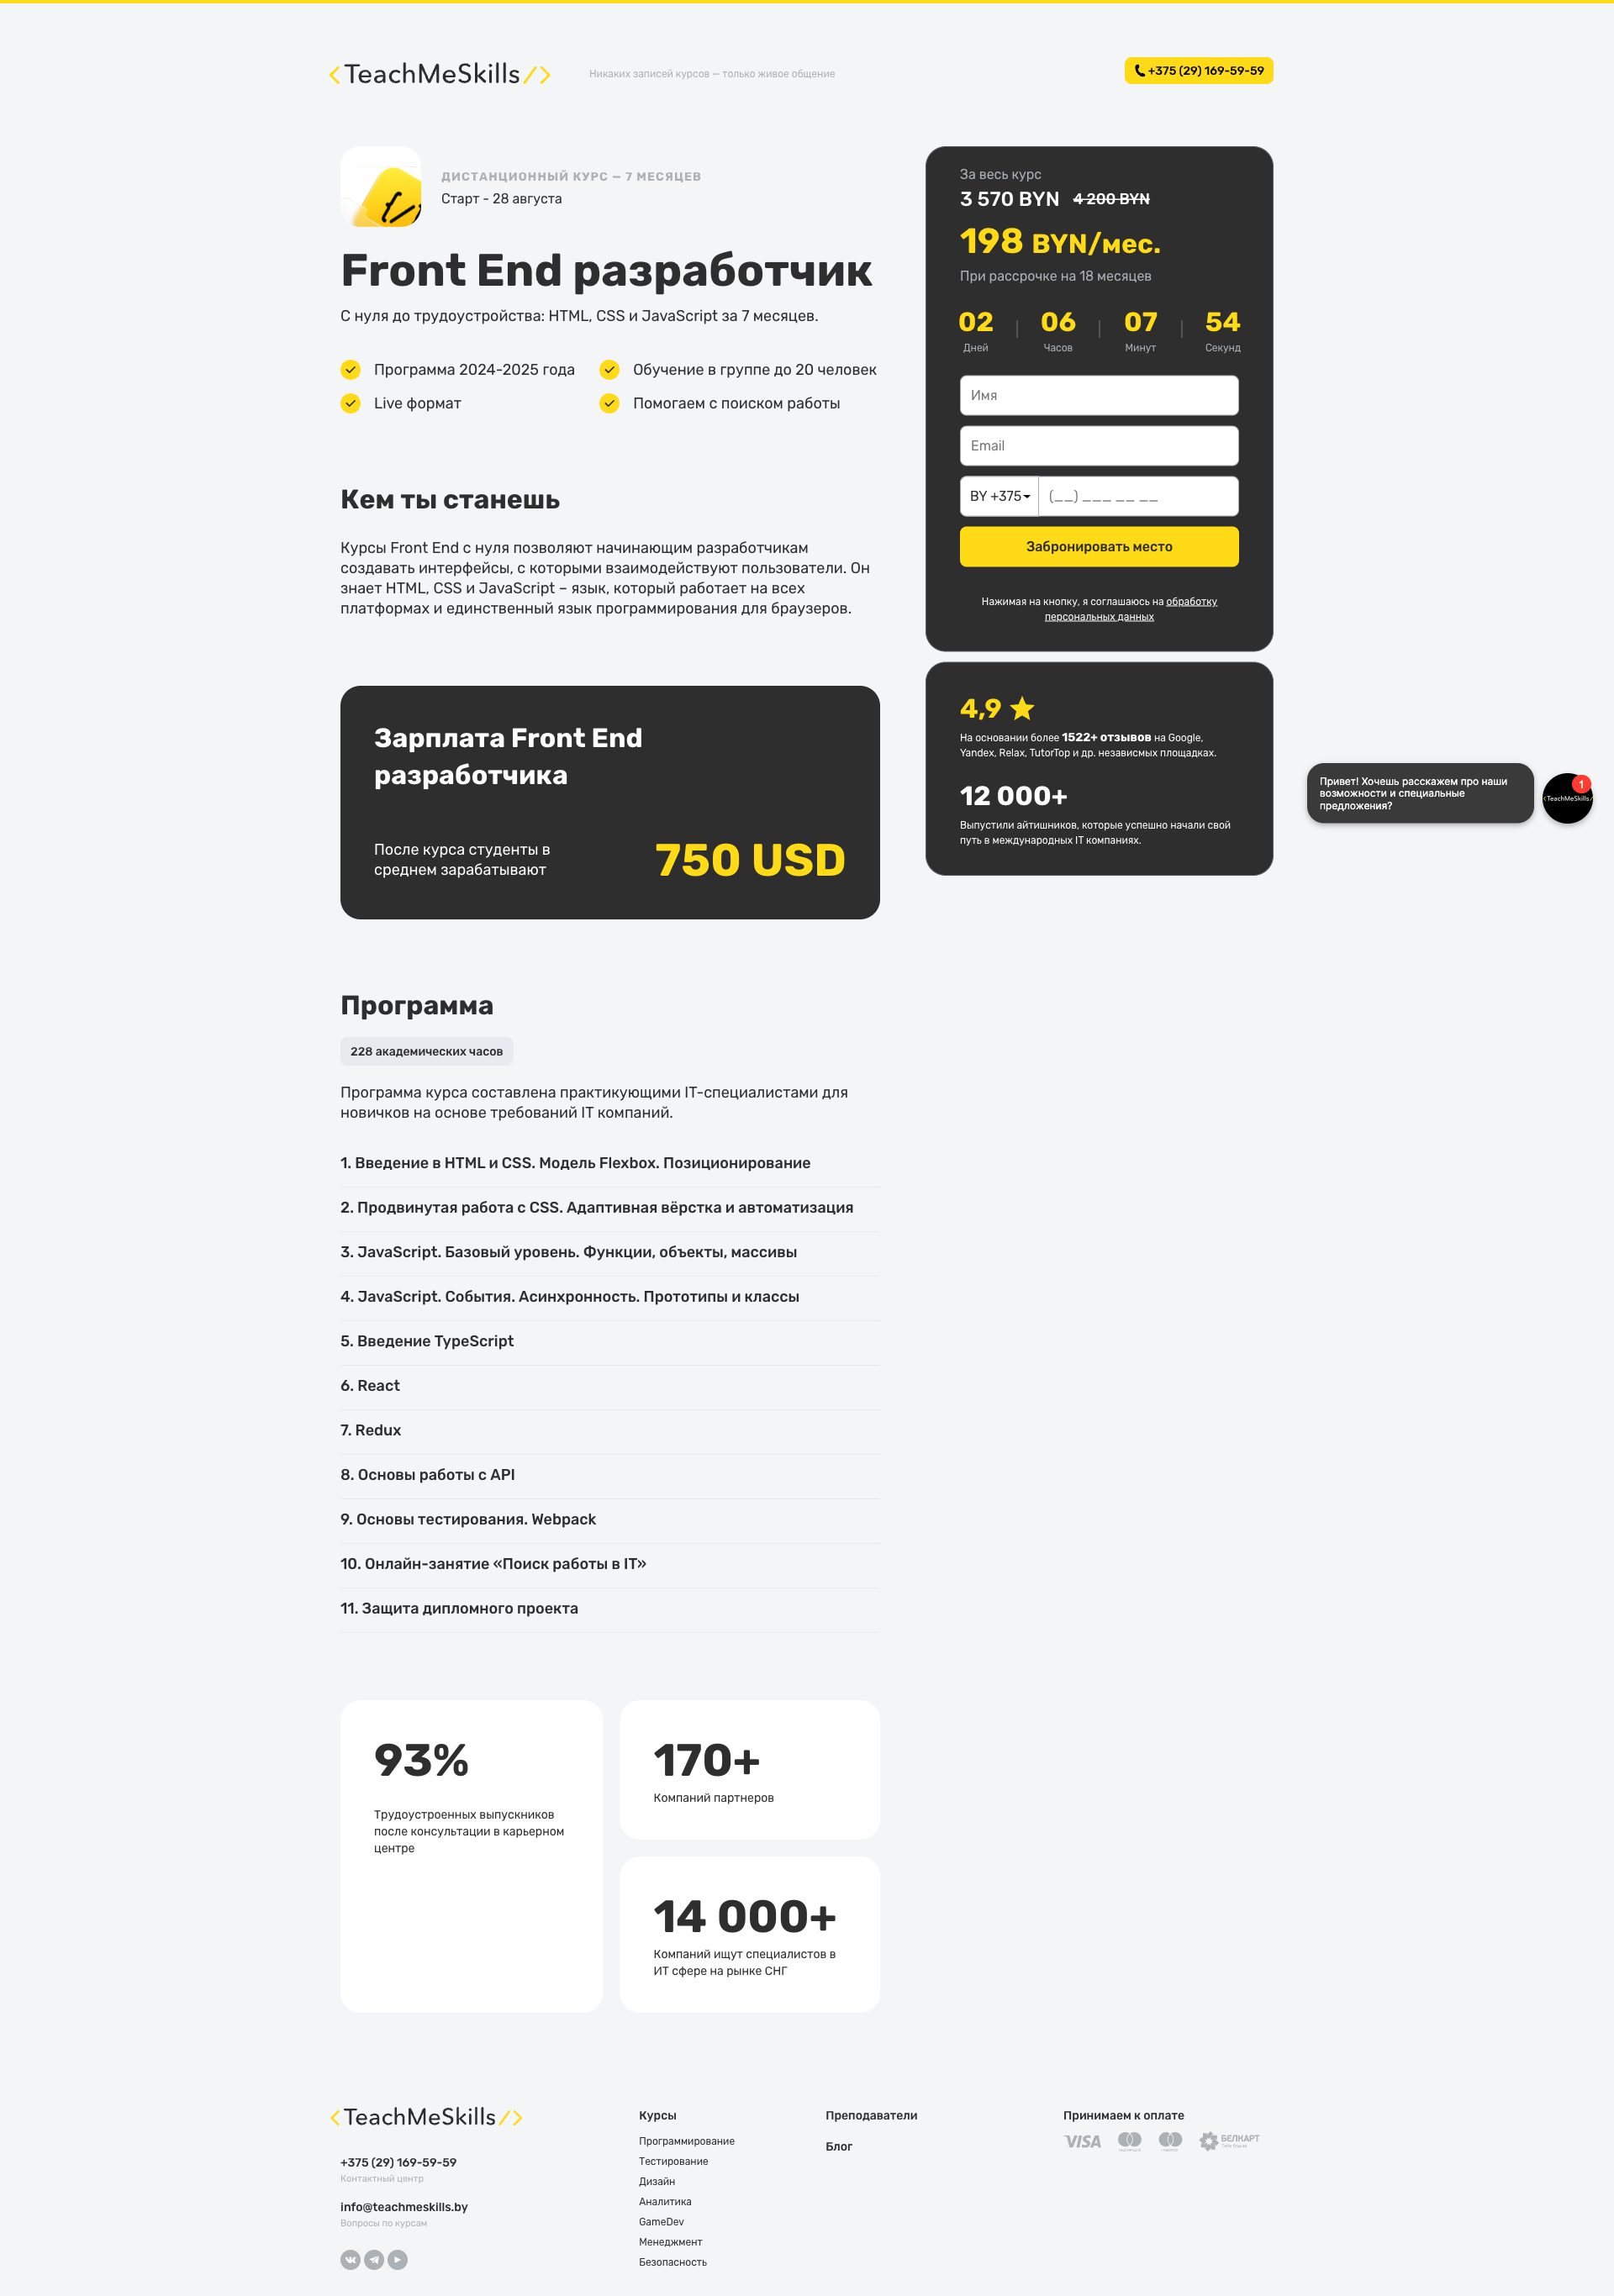 <TeachMeSkills/>
Никаких записей курсов — только живое общение
+375 (29) 169-59-59
ДИСТАНЦИОННЫЙ КУРС — 7 МЕСЯЦЕВ
Старт - 28 августа
Front End разработчик
С нуля до трудоустройства: HTML, CSS и JavaScript за 7 месяцев.
Программа 2024-2025 года
Обучение в группе до 20 человек
Live формат
Помогаем с поиском работы
Кем ты станешь
Курсы Front End с нуля позволяют начинающим разработчикам
создавать интерфейсы, с которыми взаимодействуют пользователи. Он
знает HTML, CSS и JavaScript – язык, который работает на всех
платформах и единственный язык программирования для браузеров.
Зарплата Front End
разработчика
После курса студенты в
среднем зарабатывают
750 USD
За весь курс
3 570 BYN 4 200 BYN
198 BYN/мес.
При рассрочке на 18 месяцев
02 06 07 54
Дней Часов Минут Секунд
Имя
Email
BY +375 (__) ___ __ __
Забронировать место
Нажимая на кнопку, я соглашаюсь на обработку
персональных данных
4,9
На основании более 1522+ отзывов на Google,
Yandex, Relax, TutorTop и др. независмых площадках.
12 000+
Выпустили айтишников, которые успешно начали свой
путь в международных IT компаниях.
Привет! Хочешь расскажем про наши
возможности и специальные
предложения?
<TeachMeSkills/
1
Программа
228 академических часов
Программа курса составлена практикующими IT-специалистами для
новичков на основе требований IT компаний.
1. Введение в HTML и CSS. Модель Flexbox. Позиционирование
2. Продвинутая работа с CSS. Адаптивная вёрстка и автоматизация
3. JavaScript. Базовый уровень. Функции, объекты, массивы
4. JavaScript. События. Асинхронность. Прототипы и классы
5. Введение TypeScript
6. React
7. Redux
8. Основы работы с API
9. Основы тестирования. Webpack
10. Онлайн-занятие «Поиск работы в IT»
11. Защита дипломного проекта
93%
Трудоустроенных выпускников
после консультации в карьерном
центре
170+
Компаний партнеров
14 000+
Компаний ищут специалистов в
ИТ сфере на рынке СНГ
<TeachMeSkills/>
+375 (29) 169-59-59
Контактный центр
info@teachmeskills.by
Вопросы по курсам
Курсы
Программирование
Тестирование
Дизайн
Аналитика
GameDev
Менеджмент
Безопасность
Преподаватели
Блог
Принимаем к оплате
VISA
БЕЛКАРТ